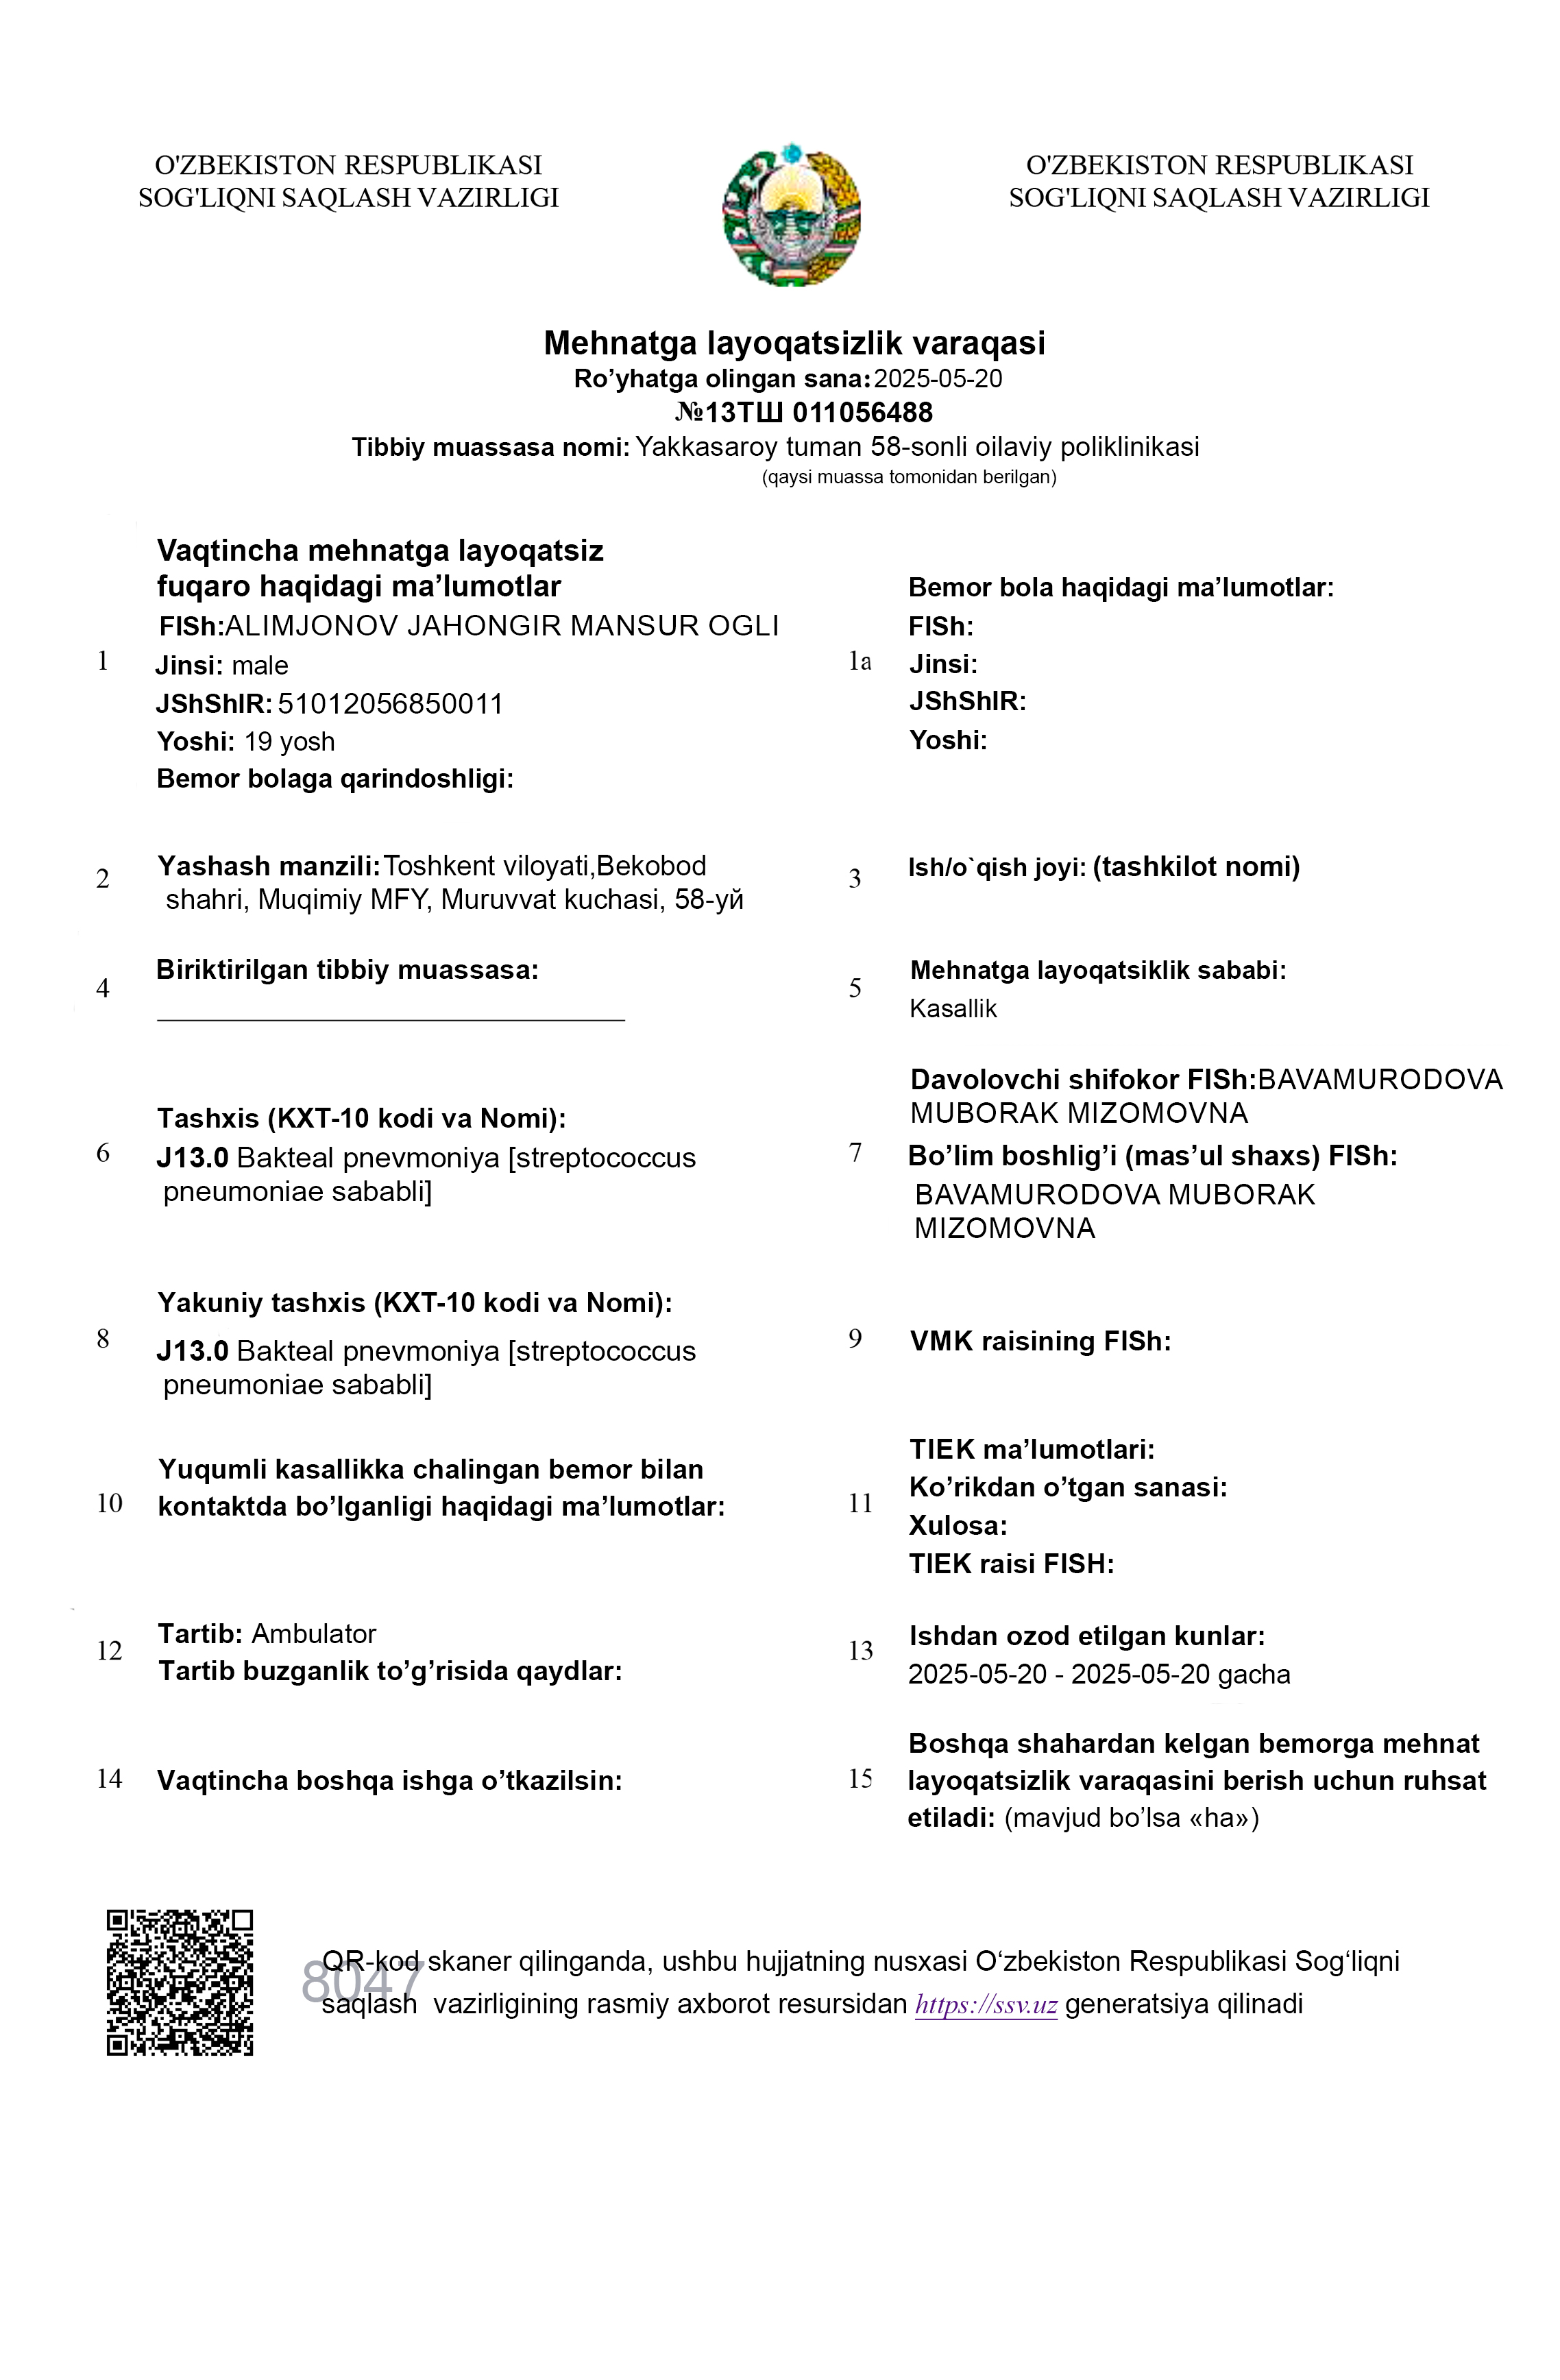 O'ZBEKISTON RESPUBLIKASI
SOG'LIQNI SAQLASH VAZIRLIGI
O'ZBEKISTON RESPUBLIKASI
SOG'LIQNI SAQLASH VAZIRLIGI
Mehnatga layoqatsizlik varaqasi
Ro’yhatga olingan sana: 2025-05-20
№13ТШ 011056488
Tibbiy muassasa nomi: Yakkasaroy tuman 58-sonli oilaviy poliklinikasi
(qaysi muassa tomonidan berilgan)
1
Vaqtincha mehnatga layoqatsiz
fuqaro haqidagi ma’lumotlar
FISh:ALIMJONOV JAHONGIR MANSUR OGLI
Jinsi: male
JShShIR: 51012056850011
Yoshi: 19 yosh
Bemor bolaga qarindoshligi:
1a
Bemor bola haqidagi ma’lumotlar:
FISh:
Jinsi:
JShShIR:
Yoshi:
2
Yashash manzili:Toshkent viloyati,Bekobod
shahri, Muqimiy MFY, Muruvvat kuchasi, 58-уй
3
Ish/o`qish joyi: (tashkilot nomi)
4
Biriktirilgan tibbiy muassasa:
5
Mehnatga layoqatsiklik sababi:
Kasallik
6
Tashxis (KXT-10 kodi va Nomi):
J13.0 Bakteal pnevmoniya [streptococcus
pneumoniae sababli]
7
Davolovchi shifokor FISh:BAVAMURODOVA
MUBORAK MIZOMOVNA
Bo’lim boshlig’i (mas’ul shaxs) FISh:
BAVAMURODOVA MUBORAK
MIZOMOVNA
8
Yakuniy tashxis (KXT-10 kodi va Nomi):
J13.0 Bakteal pnevmoniya [streptococcus
pneumoniae sababli]
9
VMK raisining FISh:
10
Yuqumli kasallikka chalingan bemor bilan
kontaktda bo’lganligi haqidagi ma’lumotlar:
11
TIEK ma’lumotlari:
Ko’rikdan o’tgan sanasi:
Xulosa:
TIEK raisi FISH:
12
Tartib: Ambulator
Tartib buzganlik to’g’risida qaydlar:
13
Ishdan ozod etilgan kunlar:
2025-05-20 - 2025-05-20 gacha
14
Vaqtincha boshqa ishga o’tkazilsin:
15
Boshqa shahardan kelgan bemorga mehnat
layoqatsizlik varaqasini berish uchun ruhsat
etiladi: (mavjud bo’lsa «ha»)
8047
QR-kod skaner qilinganda, ushbu hujjatning nusxasi O‘zbekiston Respublikasi Sog‘liqni
saqlash vazirligining rasmiy axborot resursidan https://ssv.uz generatsiya qilinadi